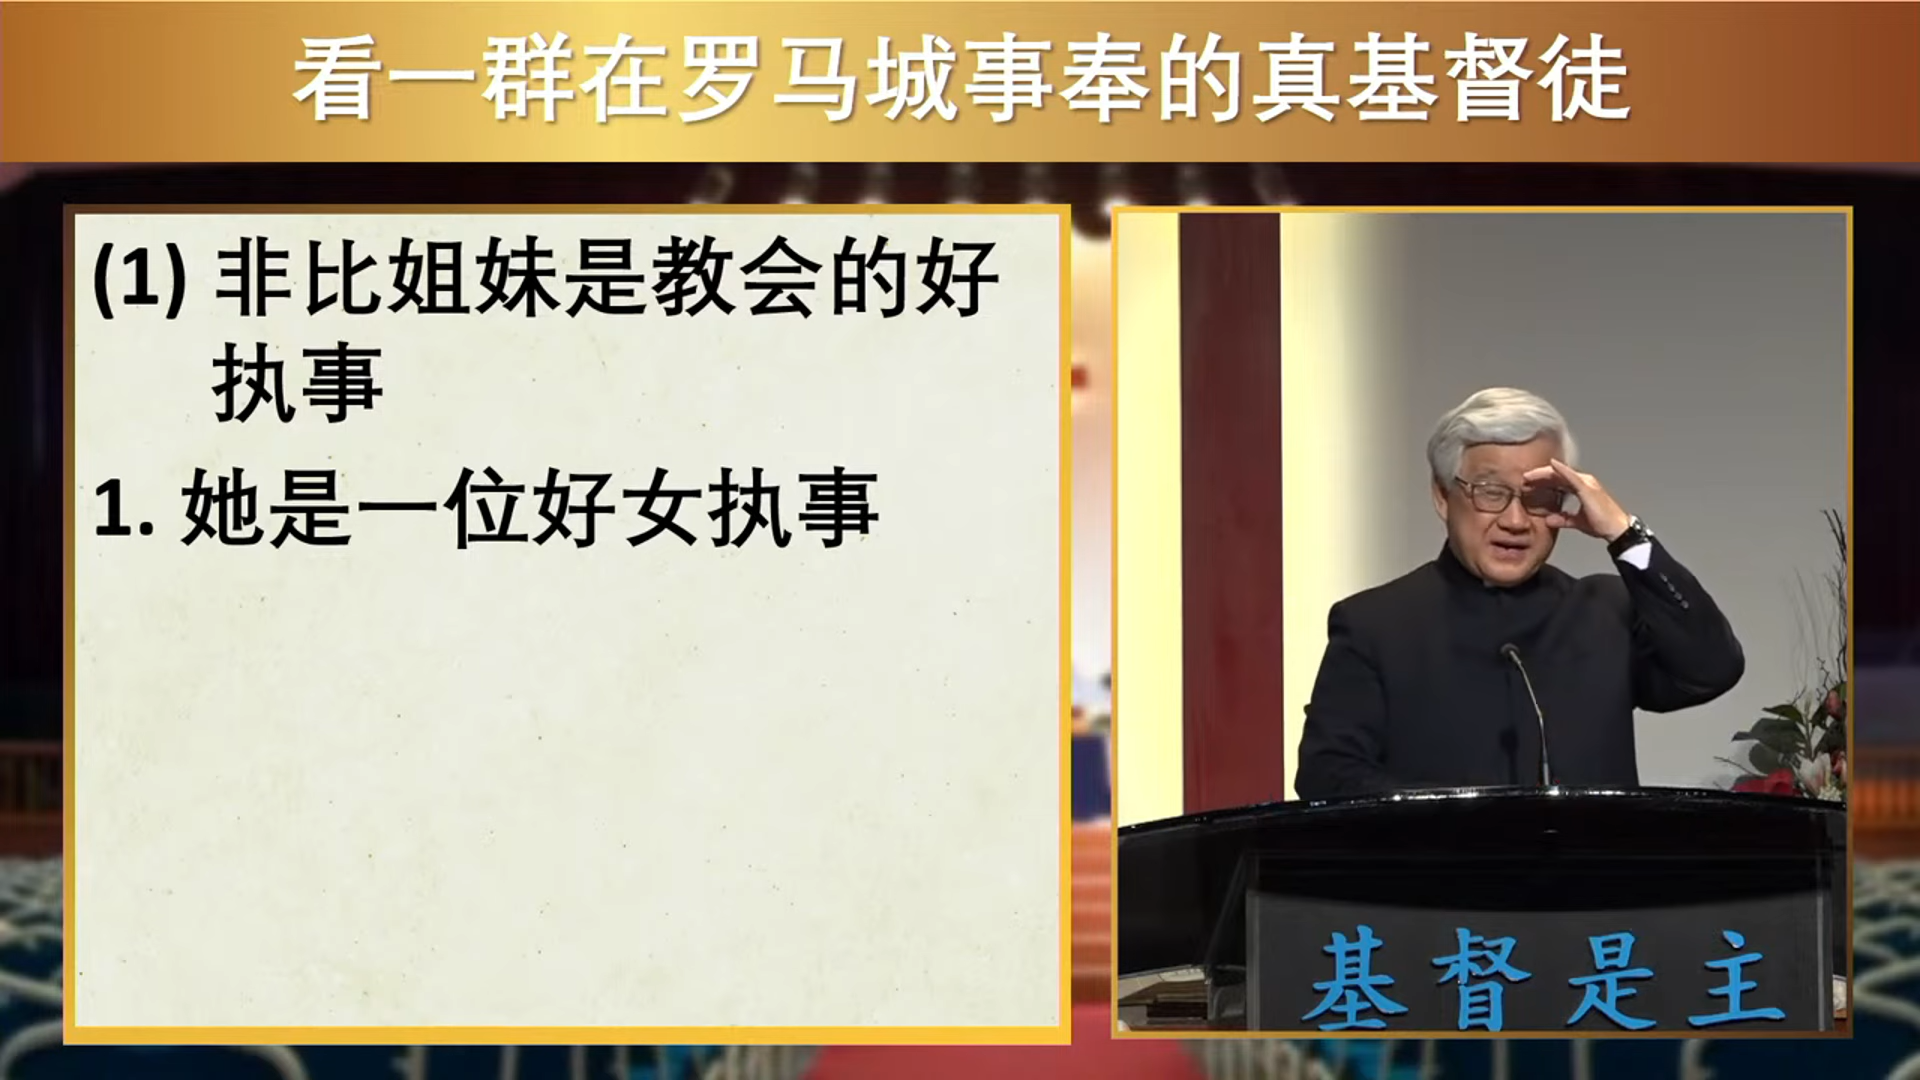 看一群在罗马城事奉的真基督徒
(1) 非比姐妹是教会的好
执事
1. 她是一位好女执事
基督是主